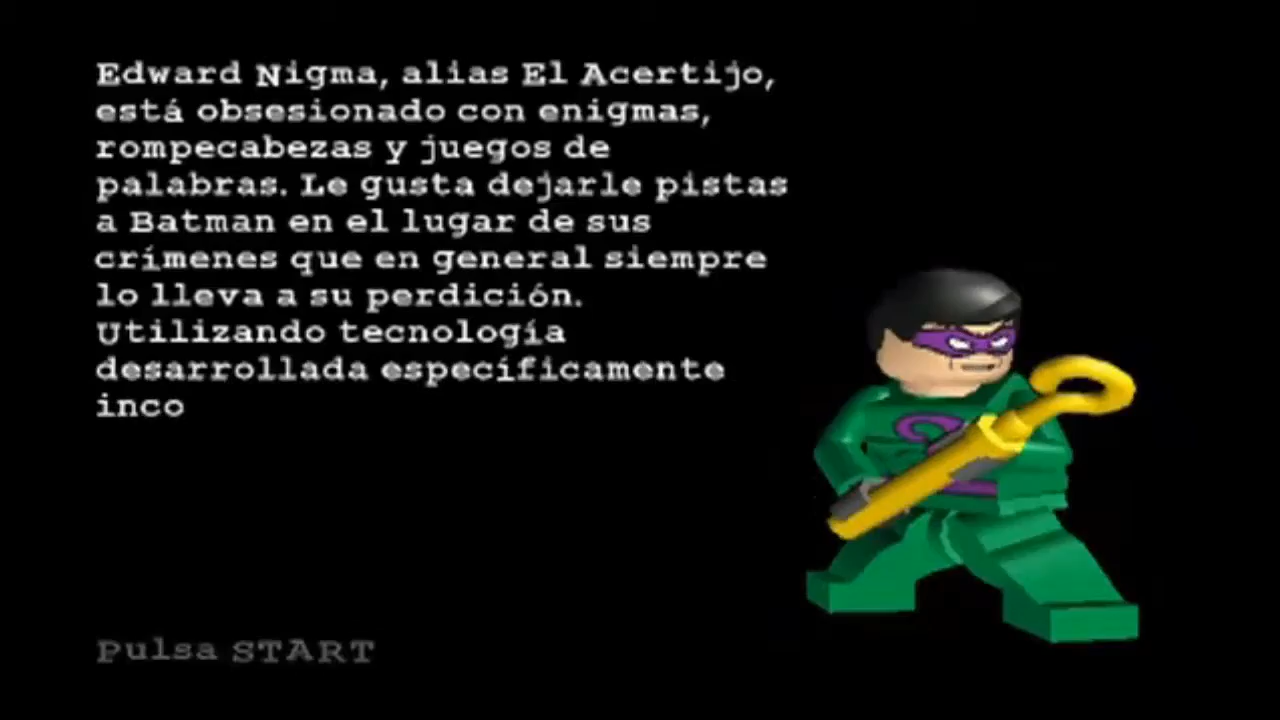 Edward Nigma, alias El Acertijo,
está obsesionado con enigmas,
rompecabezas y juegos de
palabras. Le gusta dejarle pistas
a Batman en el lugar de sus
crímenes que en general siempre
lo lleva a su perdición.
Utilizando tecnología
desarrollada específicamente
inco
Pulsa START